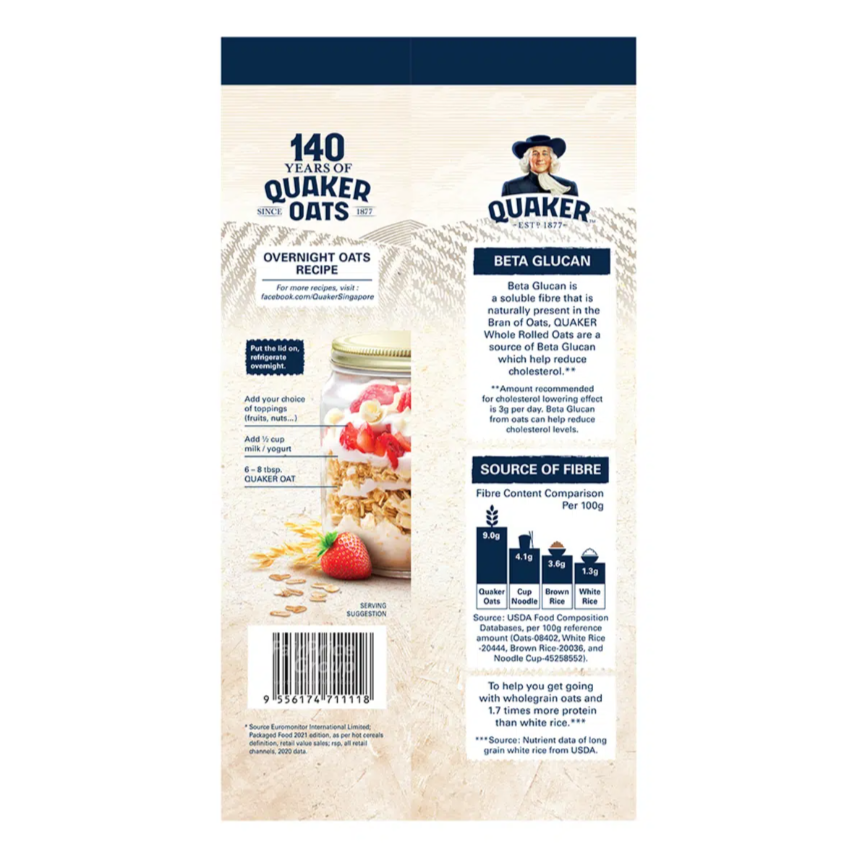 140
YEARS OF
QUAKER
SINCE OATS 1877
OVERNIGHT OATS
RECIPE
For more recipes, visit :
facebook.com/QuakerSingapore
Put the lid on,
refrigerate
overnight.
Add your choice
of toppings
(fruits, nuts...)
Add ½ cup
milk / yogurt
6 – 8 tbsp.
QUAKER OAT
SERVING
SUGGESTION
FairPrice
Group
9 556174 711118
* Source Euromonitor International Limited;
Packaged Food 2021 edition, as per hot cereals
definition; retail value sales; rsp, all retail
channels, 2020 data.
QUAKER™
-ESTD 1877-
BETA GLUCAN
Beta Glucan is
a soluble fibre that is
naturally present in the
Bran of Oats, QUAKER
Whole Rolled Oats are a
source of Beta Glucan
which help reduce
cholesterol.**
**Amount recommended
for cholesterol lowering effect
is 3g per day. Beta Glucan
from oats can help reduce
cholesterol levels.
SOURCE OF FIBRE
Fibre Content Comparison
Per 100g
9.0g
4.1g
3.6g
1.3g
Quaker Cup Brown White
Oats Noodle Rice Rice
Source: USDA Food Composition
Databases, per 100g reference
amount (Oats-08402, White Rice
-20444, Brown Rice-20036, and
Noodle Cup-45258552).
To help you get going
with wholegrain oats and
1.7 times more protein
than white rice.***
***Source: Nutrient data of long
grain white rice from USDA.